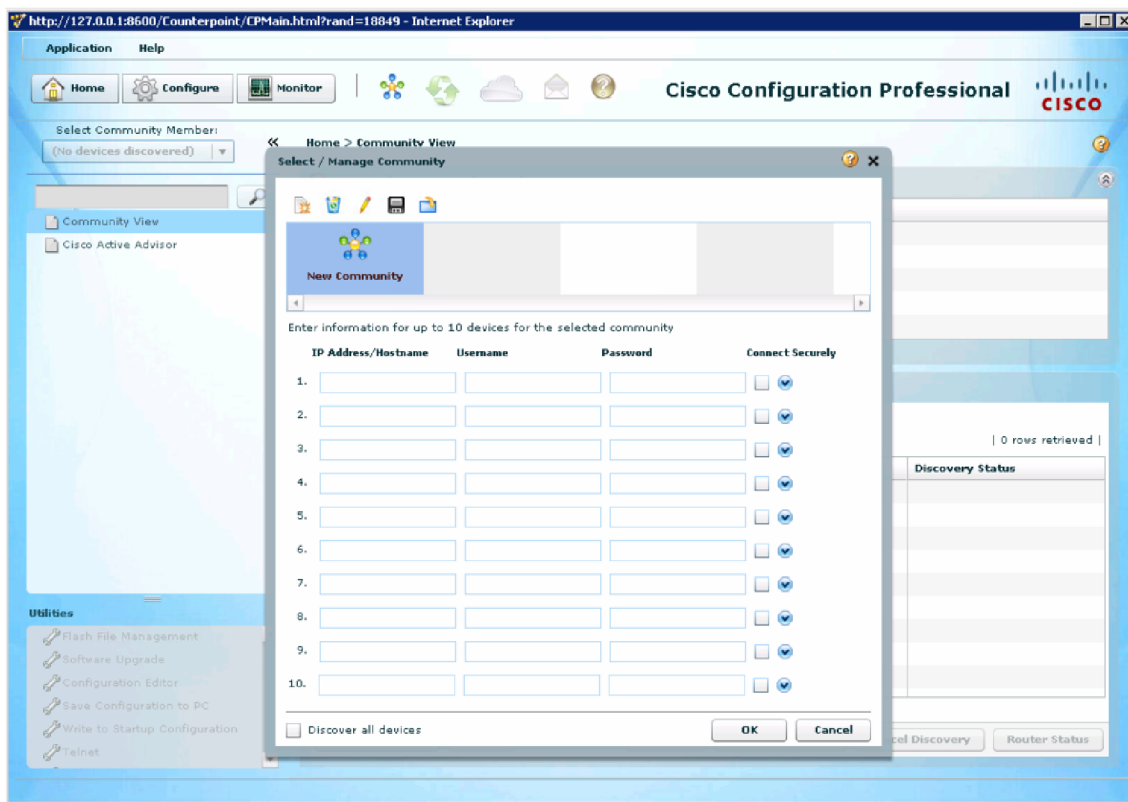 http://127.0.0.1:8600/Counterpoint/CPMain.html?rand=18849 - Internet Explorer
Application Help
Home Configure Monitor
Cisco Configuration Professional
CISCO
Select Community Member:
(No devices discovered)
Home > Community View
Select / Manage Community
Community View
Cisco Active Advisor
New Community
Enter information for up to 10 devices for the selected community
IP Address/Hostname Username Password Connect Securely
1.
2.
3.
4.
5.
6.
7.
8.
9.
10.
Discover all devices
OK Cancel
| 0 rows retrieved |
Discovery Status
Utilities
Flash File Management
Software Upgrade
Configuration Editor
Save Configuration to PC
Write to Startup Configuration
Telnet
Discovery
Router Status